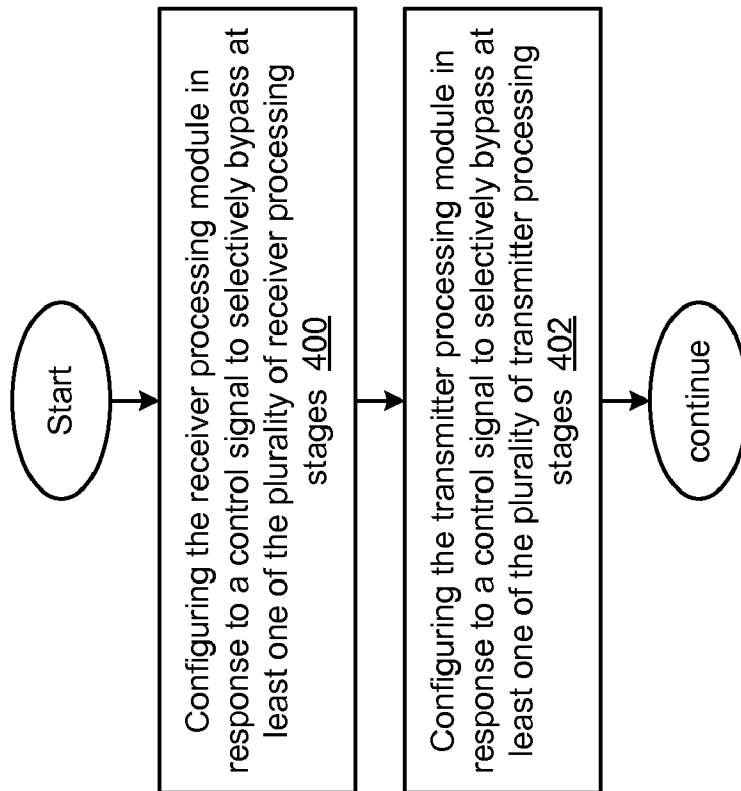 Start
Configuring the receiver processing module in
response to a control signal to selectively bypass at
least one of the plurality of receiver processing
stages 400
Configuring the transmitter processing module in
response to a control signal to selectively bypass at
least one of the plurality of transmitter processing
stages 402
continue